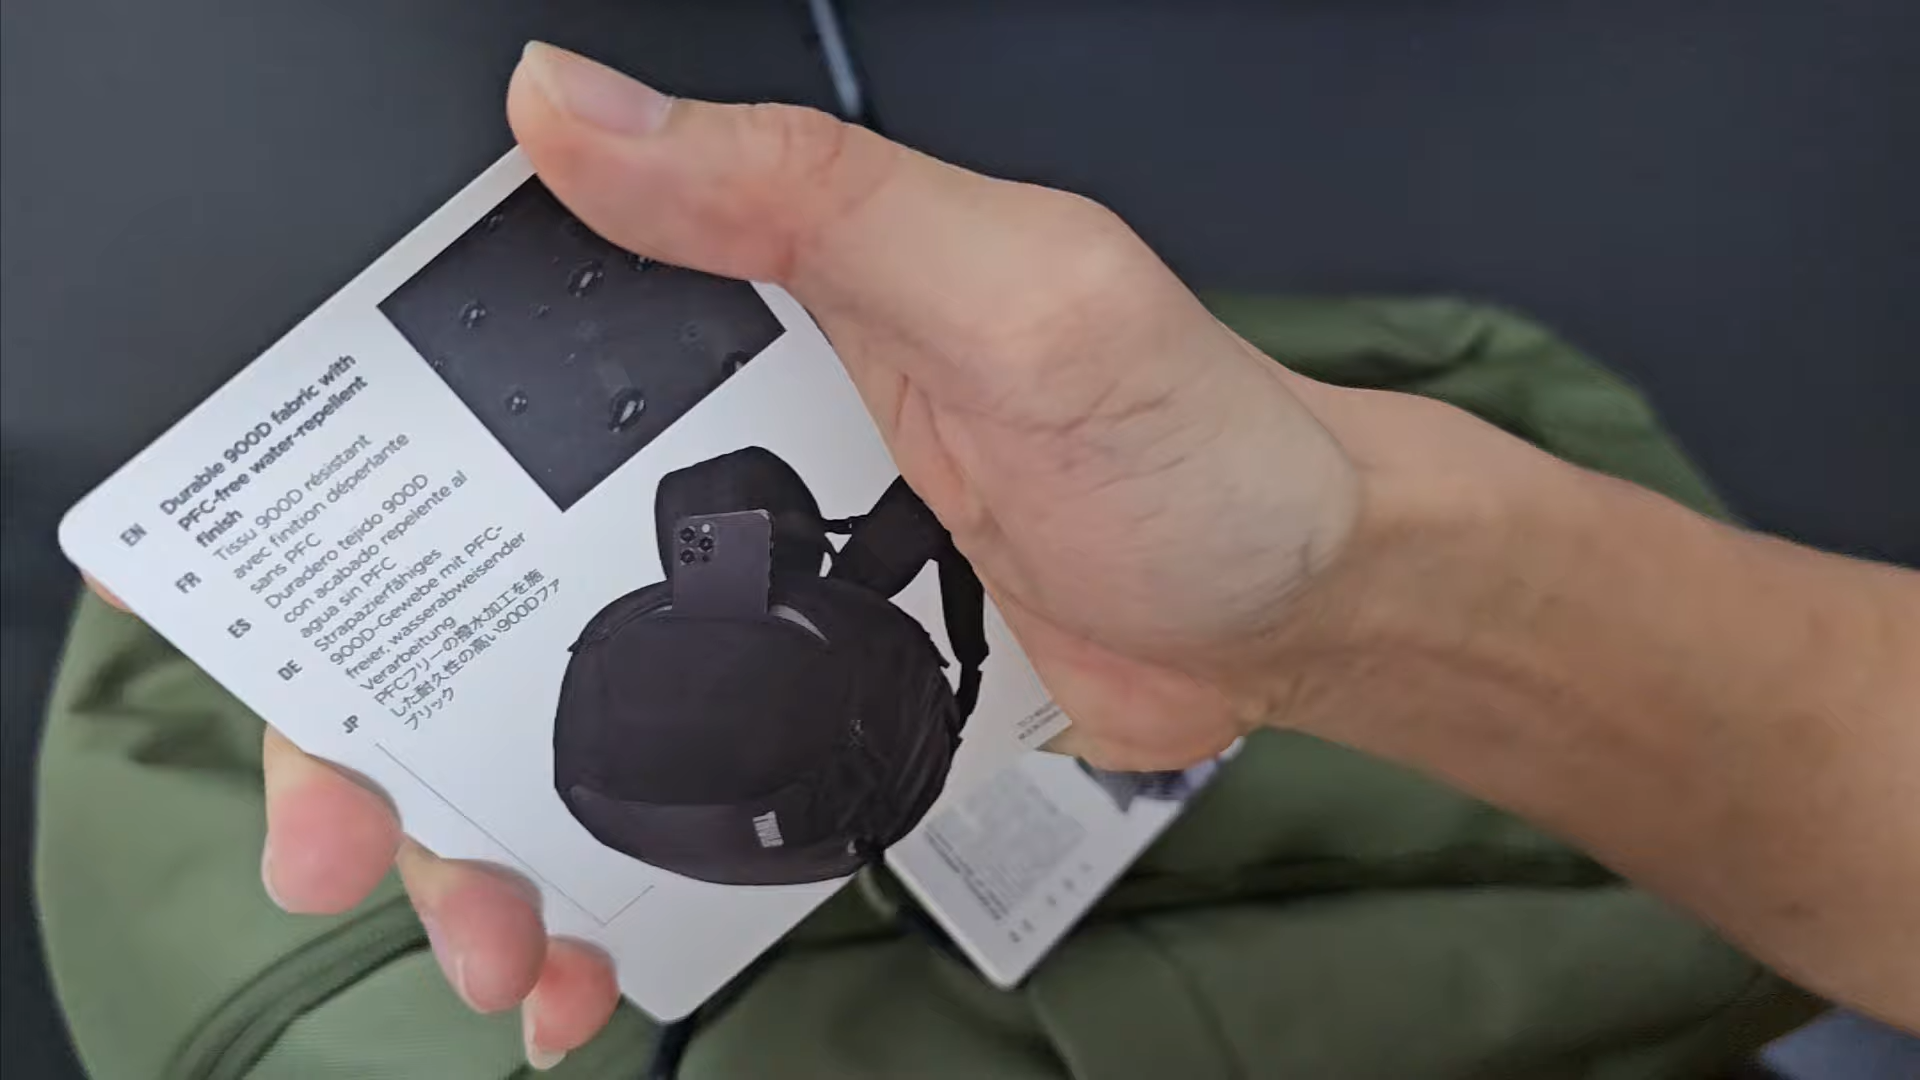 EN
Durable 900D fabric with
PFC-free water-repellent
finish
FR
Tissu 900D résistant
avec finition déperlante
sans PFC
ES
Duradero tejido 900D
con acabado repelente al
agua sin PFC
DE
Strapazierfähiges
900D-Gewebe mit PFC-
freier, wasserabweisender
Verarbeitung
JP
PFCフリーの撥水加工を施
した耐久性の高い900Dファ
ブリック
THULE